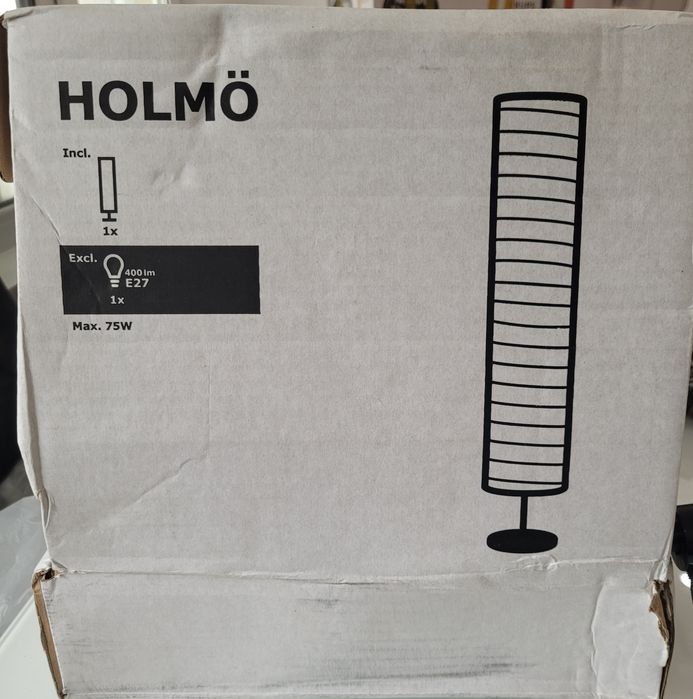 HOLMÖ
Incl.
1x
Excl.
400 lm
E27
1x
Max. 75W